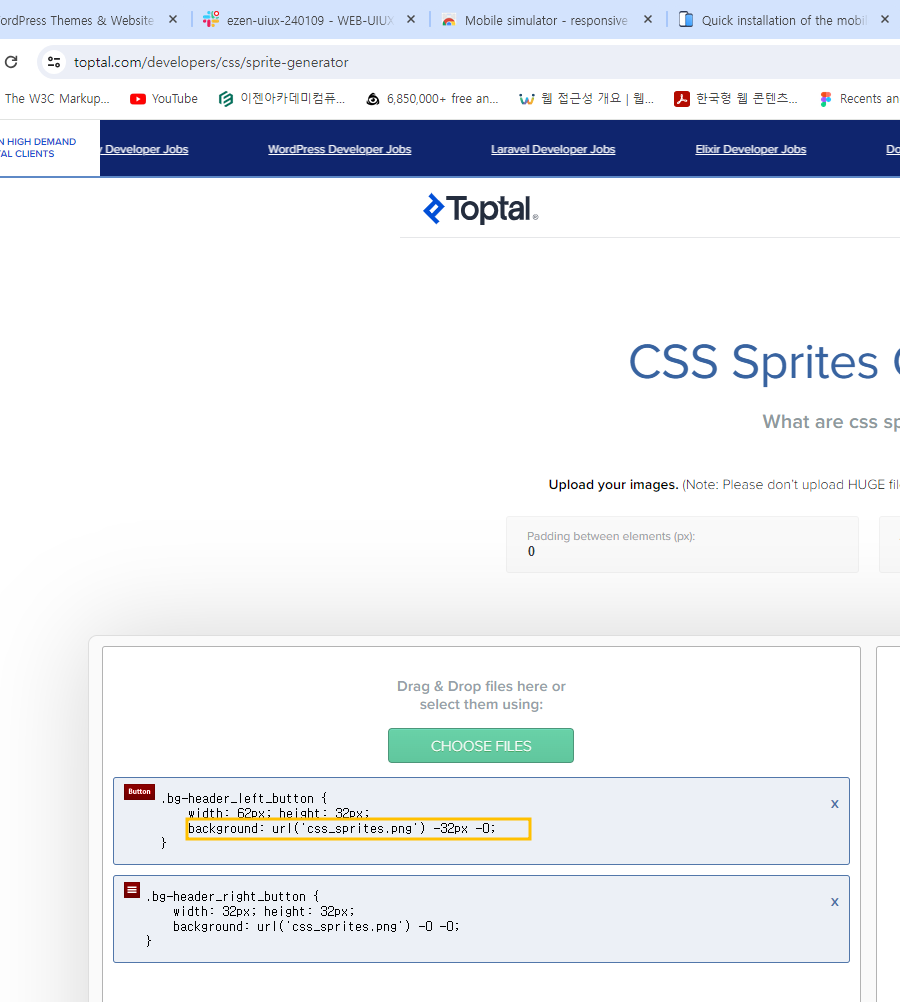 ordPress Themes & Website
ezen-uiux-240109 - WEB-UIUX
Mobile simulator - responsive
Quick installation of the mobil
toptal.com/developers/css/sprite-generator
The W3C Markup...
YouTube
이젠아카데미컴퓨...
6,850,000+ free an...
웹 접근성 개요 | 웹...
한국형 웹 콘텐츠...
Recents an
N HIGH DEMAND
TAL CLIENTS
y Developer Jobs
WordPress Developer Jobs
Laravel Developer Jobs
Elixir Developer Jobs
Do
Toptal®
CSS Sprites
What are css sp
Upload your images. (Note: Please don't upload HUGE fil
Padding between elements (px):
0
Drag & Drop files here or
select them using:
CHOOSE FILES
Button
.bg-header_left_button {
width: 62px; height: 32px;
background: url('css_sprites.png') -32px -0;
}
x
.bg-header_right_button {
width: 32px; height: 32px;
background: url('css_sprites.png') -0 -0;
}
x